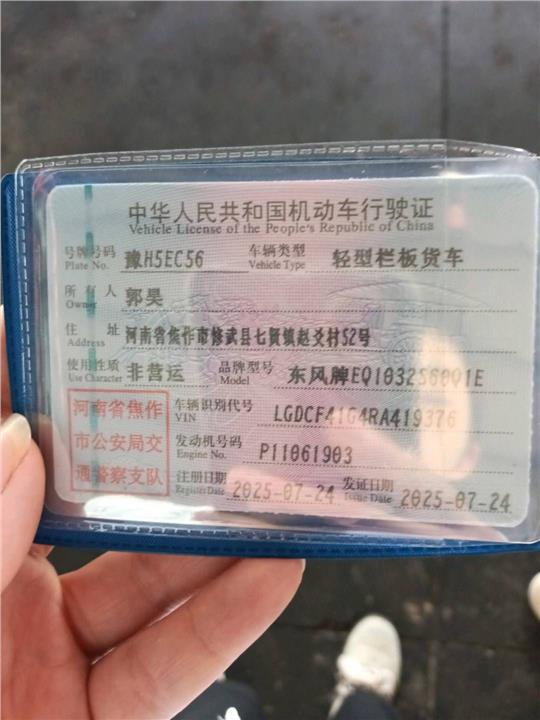 中华人民共和国机动车行驶证
Vehicle License of the People's Republic of China
号牌号码 豫H5EC56 车辆类型 轻型栏板货车
Plate No. Vehicle Type
所有人 郭昊
Owner
住址 河南省焦作市修武县七贤镇赵爻村52号
Address
使用性质 非营运 品牌型号 东风牌EQ1032S60Q1E
Use Character Model
河南省焦作
市公安局交
通警察支队
车辆识别代号 LGDCF41G4RA419376
VIN
发动机号码 P11061903
Engine No.
注册日期 2025-07-24 发证日期 2025-07-24
Register Date Issue Date